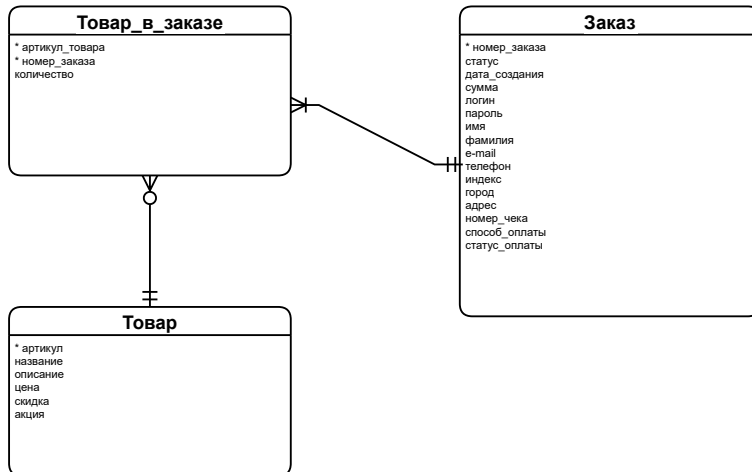 Товар_в_заказе
* артикул_товара
* номер_заказа
количество
Заказ
* номер_заказа
статус
дата_создания
сумма
логин
пароль
имя
фамилия
e-mail
телефон
индекс
город
адрес
номер_чека
способ_оплаты
статус_оплаты
Товар
* артикул
название
описание
цена
скидка
акция